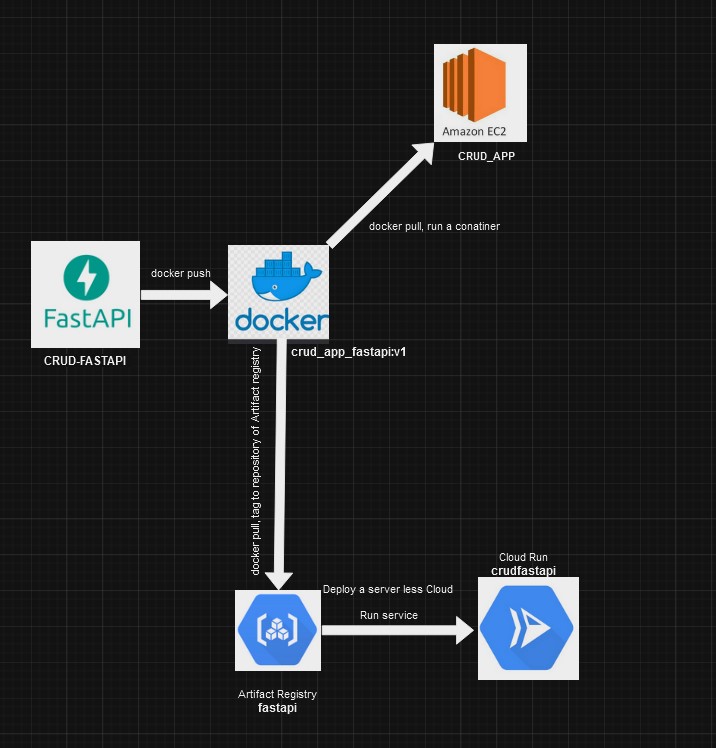 Amazon EC2
CRUD_APP
docker pull, run a conatiner
docker push
FastAPI
CRUD-FASTAPI
docker
crud_app_fastapi:v1
docker pull, tag to repository of Artifact registry
Cloud Run
crudfastapi
Deploy a server less Cloud
Run service
Artifact Registry
fastapi